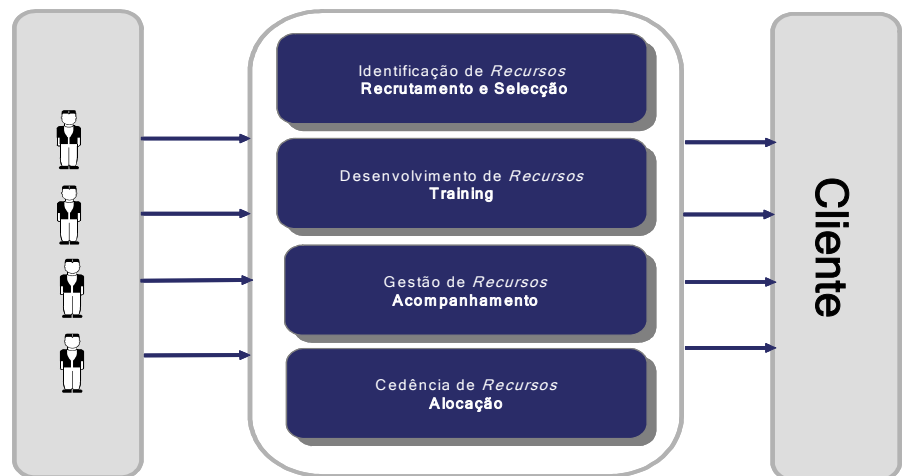 Identificação de Recursos
Recrutamento e Selecção
Desenvolvimento de Recursos
Training
Gestão de Recursos
Acompanhamento
Cedência de Recursos
Alocação
Cliente